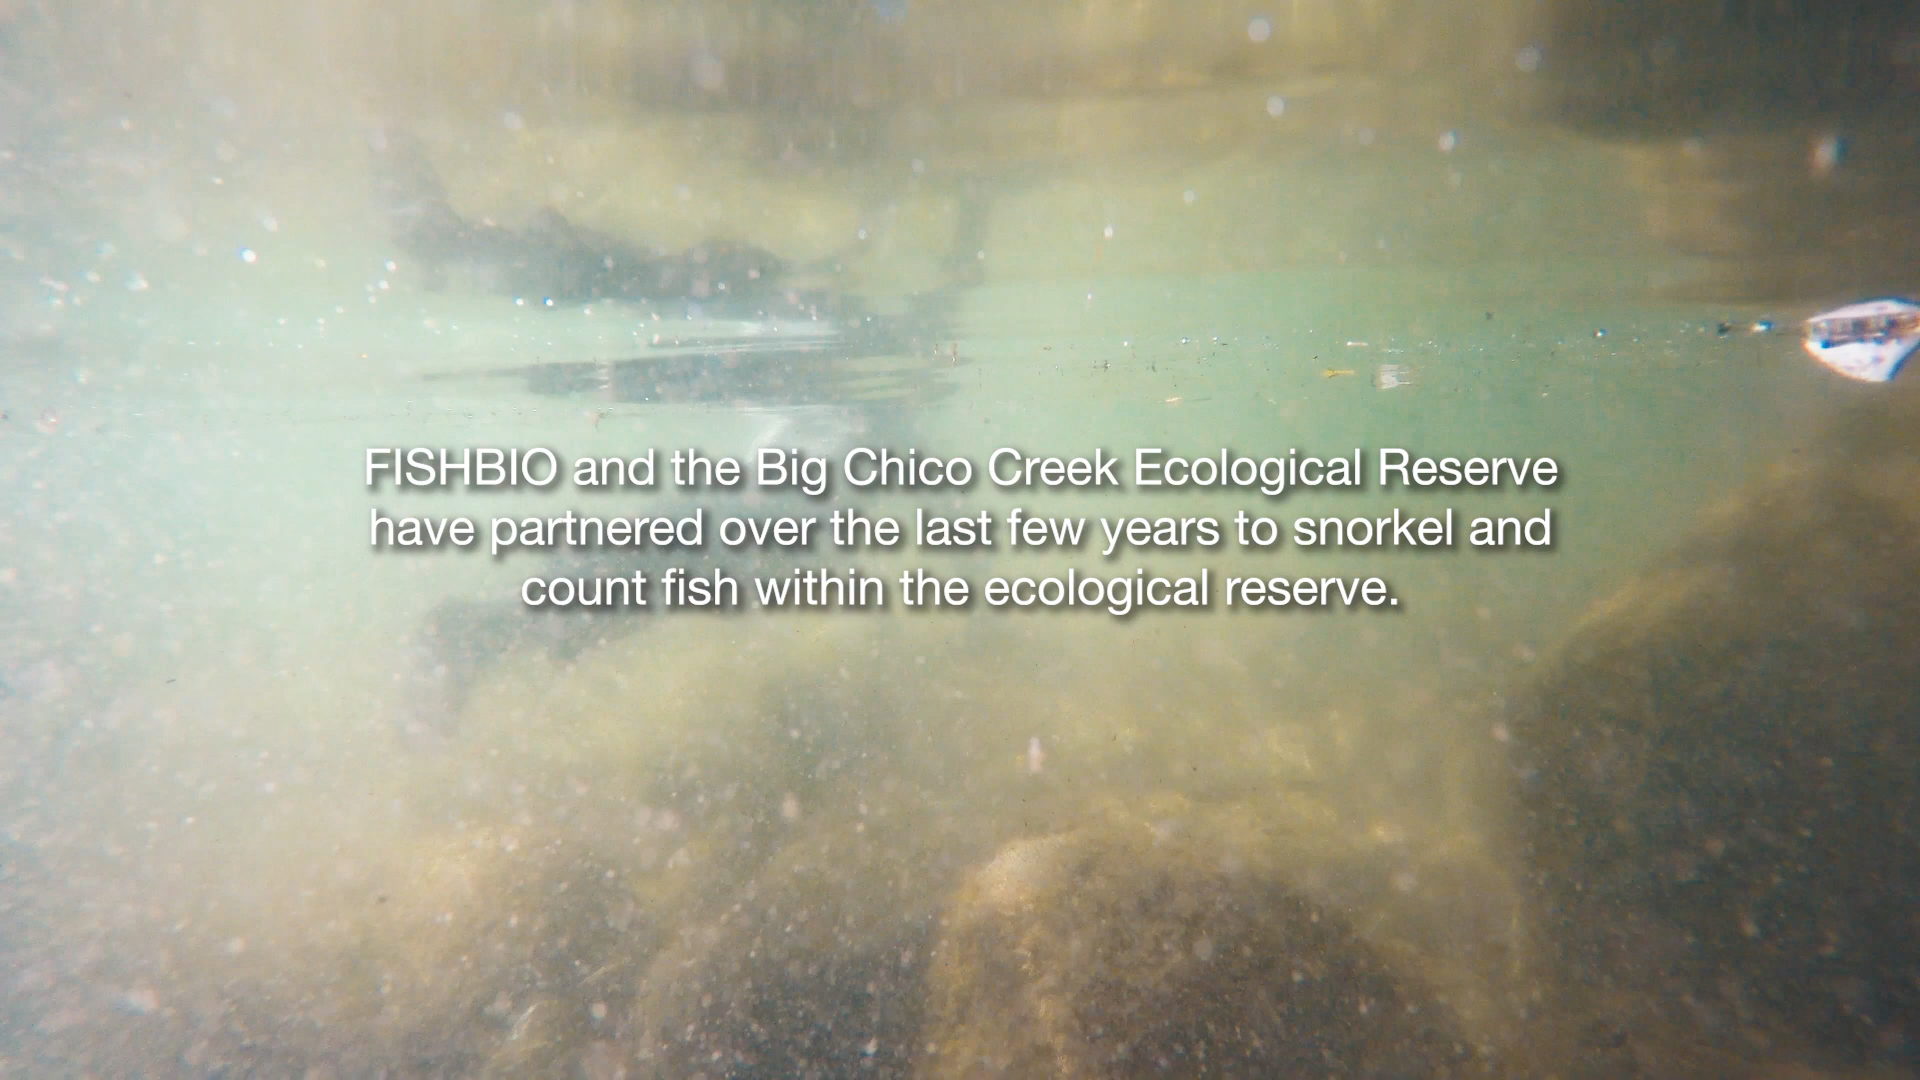 FISHBIO and the Big Chico Creek Ecological Reserve
have partnered over the last few years to snorkel and
count fish within the ecological reserve.